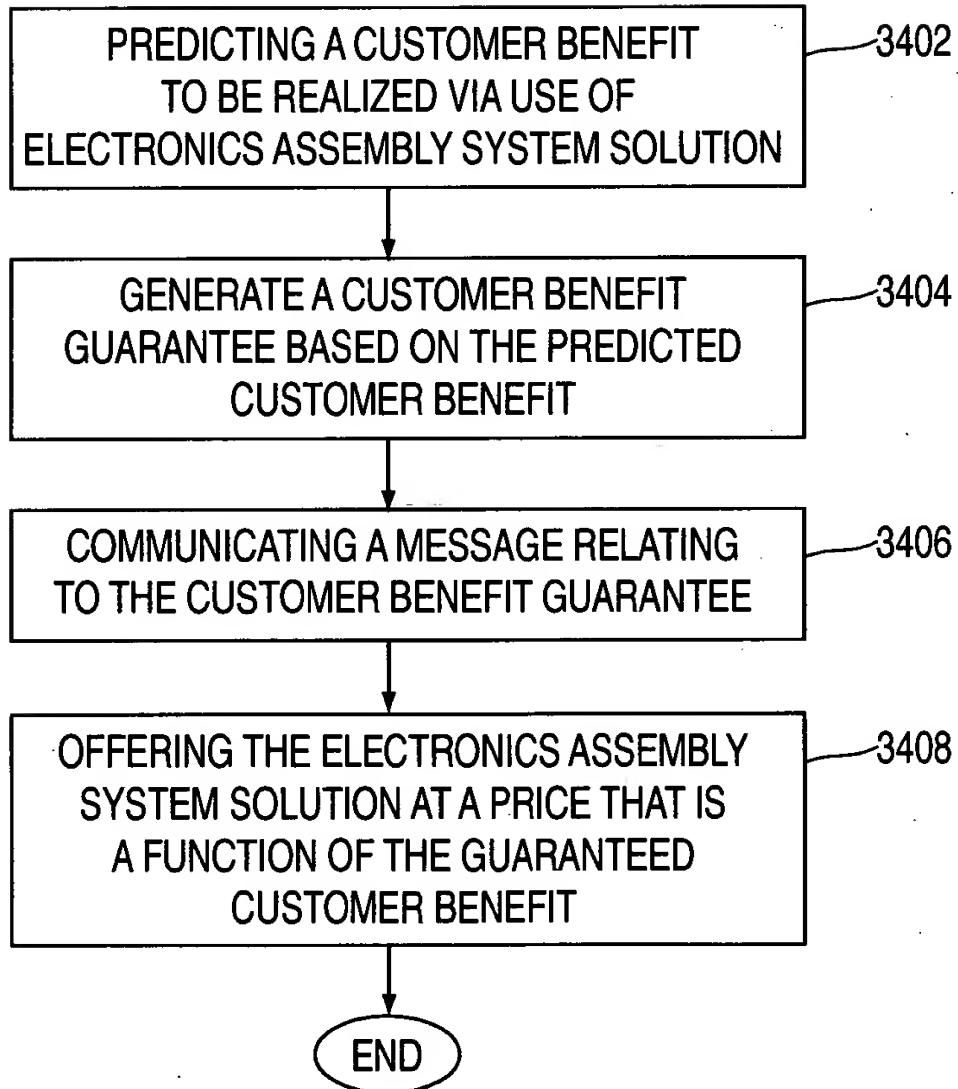 PREDICTING A CUSTOMER BENEFIT
TO BE REALIZED VIA USE OF
ELECTRONICS ASSEMBLY SYSTEM SOLUTION
3402
GENERATE A CUSTOMER BENEFIT
GUARANTEE BASED ON THE PREDICTED
CUSTOMER BENEFIT
3404
COMMUNICATING A MESSAGE RELATING
TO THE CUSTOMER BENEFIT GUARANTEE
3406
OFFERING THE ELECTRONICS ASSEMBLY
SYSTEM SOLUTION AT A PRICE THAT IS
A FUNCTION OF THE GUARANTEED
CUSTOMER BENEFIT
3408
END